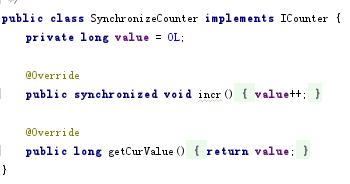 */
public class SynchronizeCounter implements ICounter {
private long value = 0L;
@Override
public synchronized void incr() { value++; }
@Override
public long getCurValue() { return value; }
}